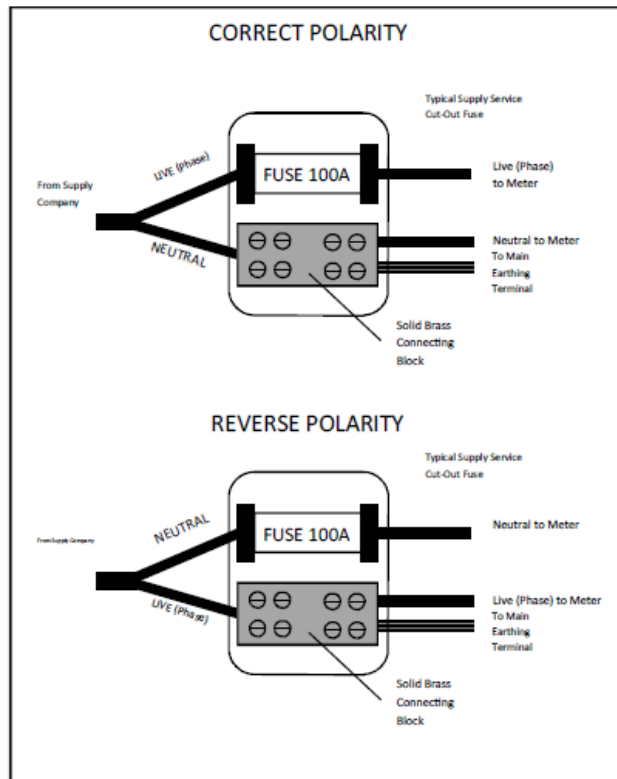 CORRECT POLARITY
Typical Supply Service
Cut-Out Fuse
LIVE (Phase)
FUSE 100A
Live (Phase)
to Meter
From Supply
Company
NEUTRAL
Neutral to Meter
To Main
Earthing
Terminal
Solid Brass
Connecting
Block
REVERSE POLARITY
Typical Supply Service
Cut-Out Fuse
NEUTRAL
FUSE 100A
Neutral to Meter
From Supply Company
LIVE (Phase)
Live (Phase) to Meter
To Main
Earthing
Terminal
Solid Brass
Connecting
Block